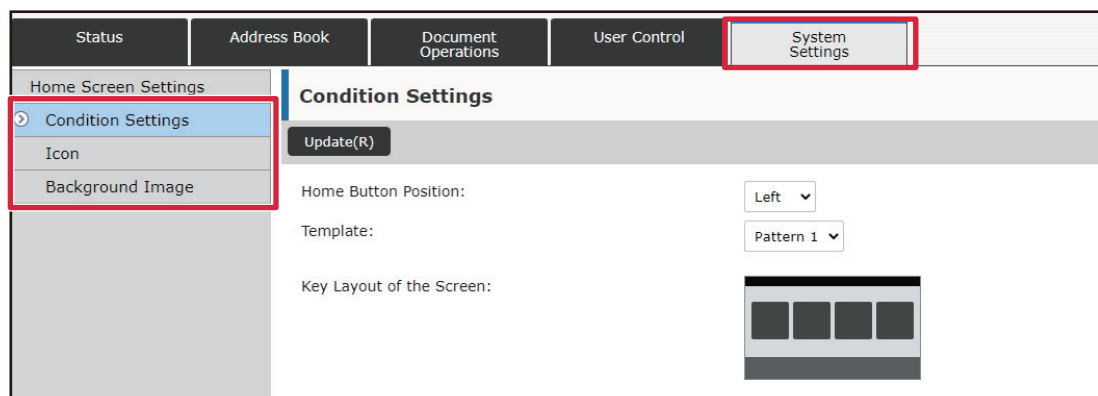 Status
Address Book
Document
Operations
User Control
System
Settings
Home Screen Settings
Condition Settings
Icon
Background Image
Condition Settings
Update(R)
Home Button Position:
Left
Template:
Pattern 1
Key Layout of the Screen: